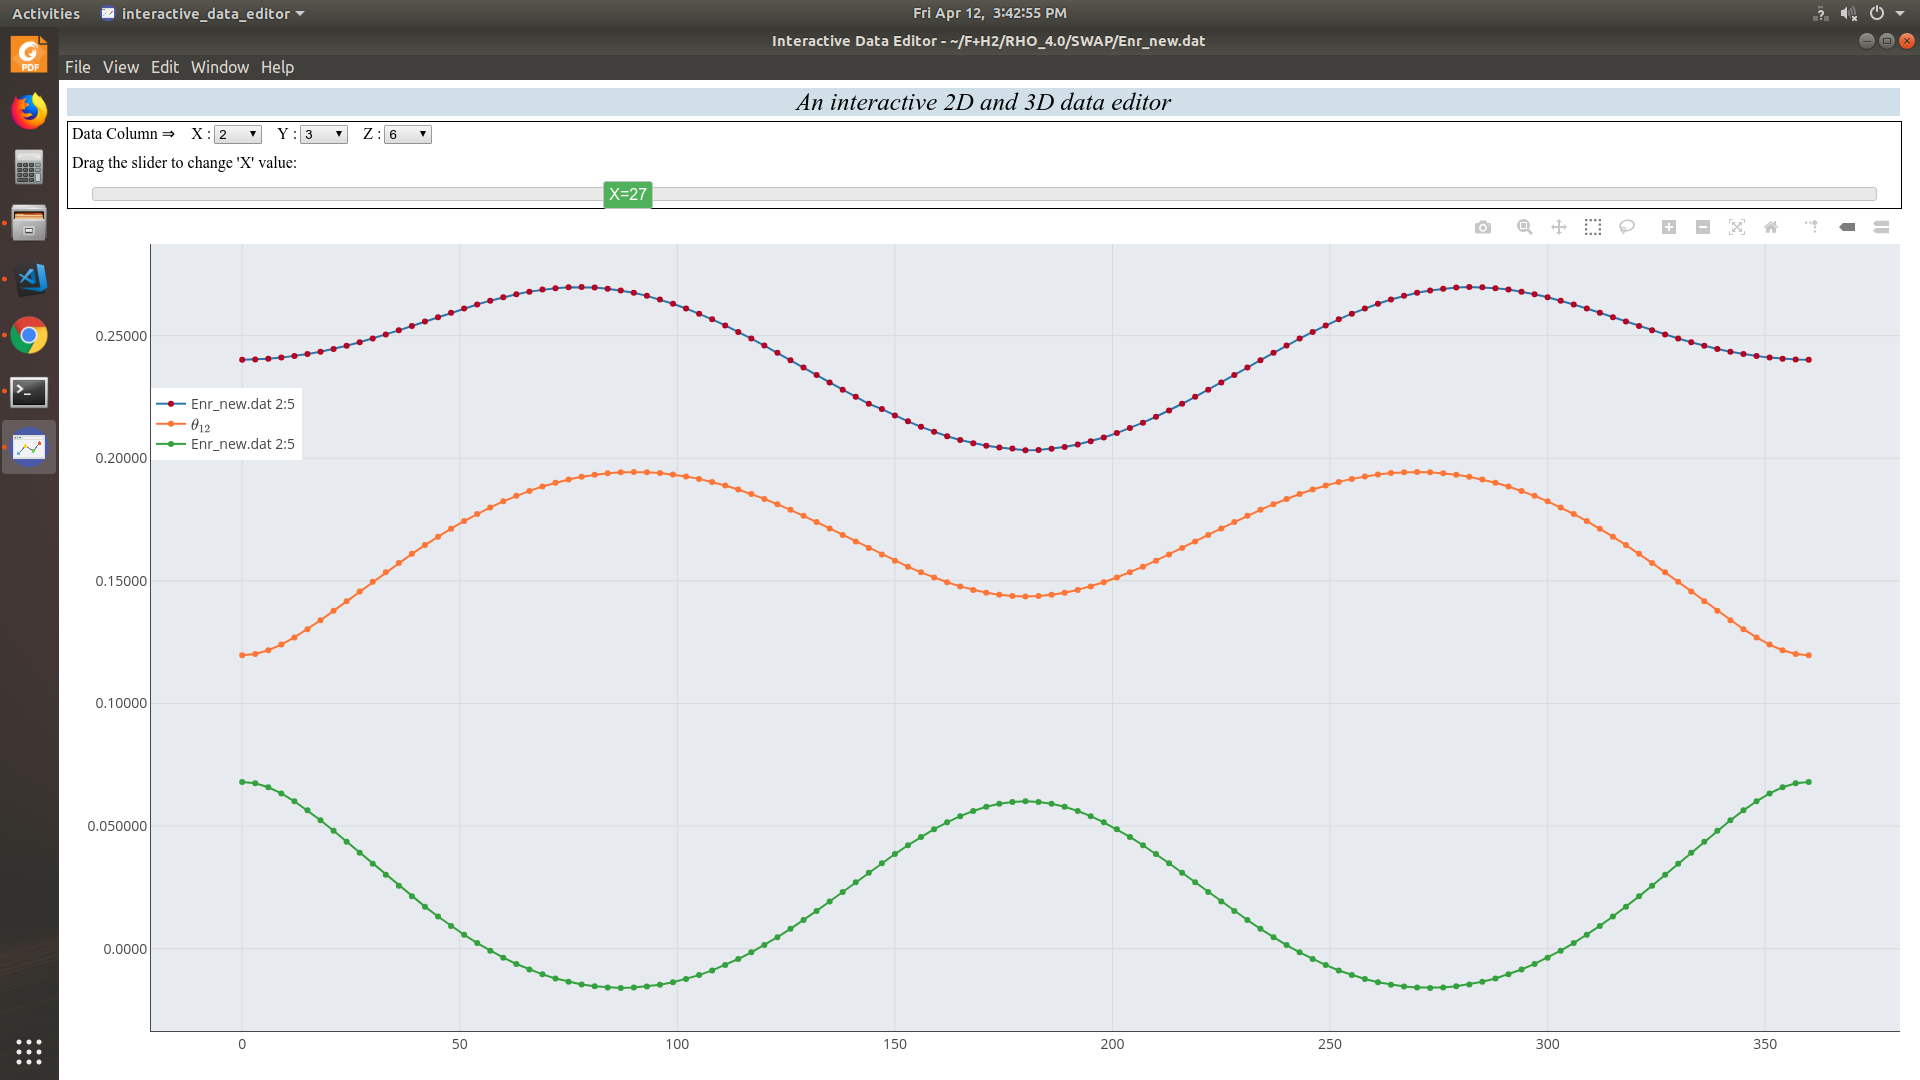 Activities interactive_data_editor Fri Apr 12, 3:42:55 PM
Interactive Data Editor - ~/F+H2/RHO_4.0/SWAP/Enr_new.dat
File View Edit Window Help
An interactive 2D and 3D data editor
Data Column ⇒ X : 2 Y : 3 Z : 6
Drag the slider to change 'X' value:
X=27
0.25000
Enr_new.dat 2:5
θ12
Enr_new.dat 2:5
0.20000
0.15000
0.10000
0.050000
0.0000
0 50 100 150 200 250 300 350
PDF